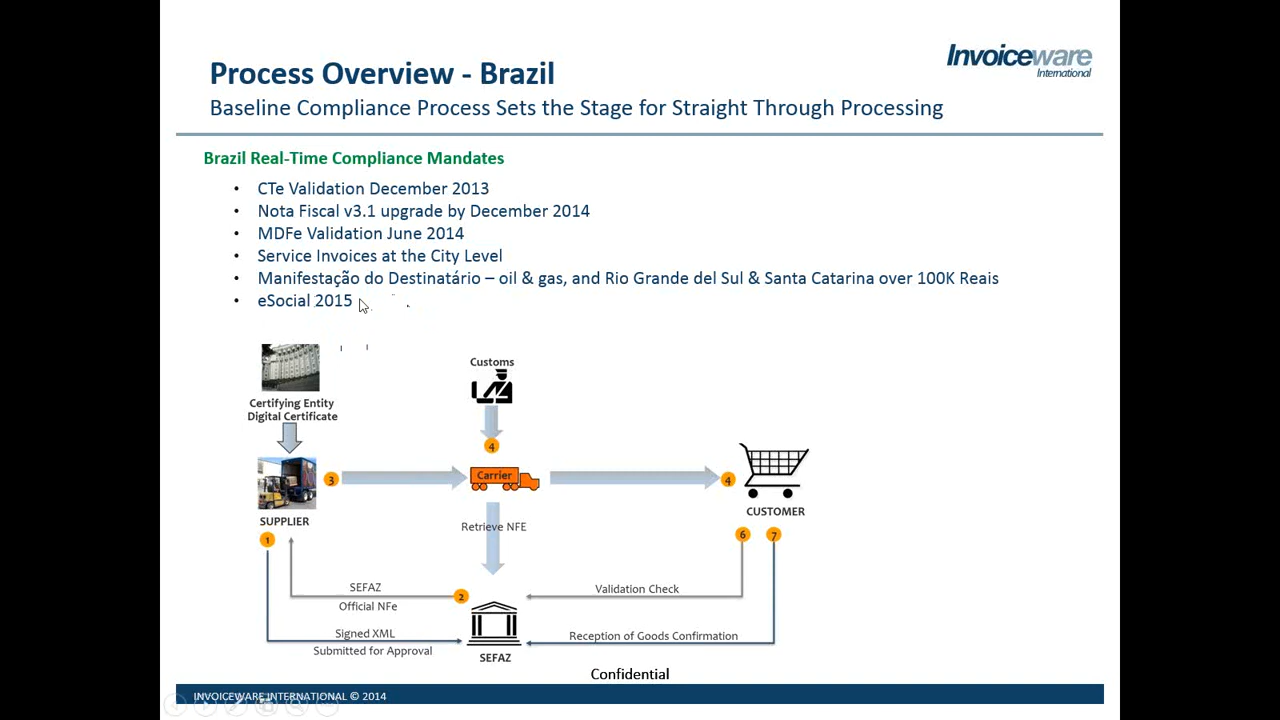 Process Overview - Brazil
Invoiceware
International
Baseline Compliance Process Sets the Stage for Straight Through Processing
Brazil Real-Time Compliance Mandates
• CTe Validation December 2013
• Nota Fiscal v3.1 upgrade by December 2014
• MDFe Validation June 2014
• Service Invoices at the City Level
• Manifestação do Destinatário – oil & gas, and Rio Grande del Sul & Santa Catarina over 100K Reais
• eSocial 2015
Certifying Entity
Digital Certificate
Customs
4
3
Carrier
4
SUPPLIER
CUSTOMER
1
Retrieve NFE
6
7
SEFAZ
Official NFe
2
Validation Check
Signed XML
Submitted for Approval
Reception of Goods Confirmation
SEFAZ
Confidential
INVOICEWARE INTERNATIONAL © 2014